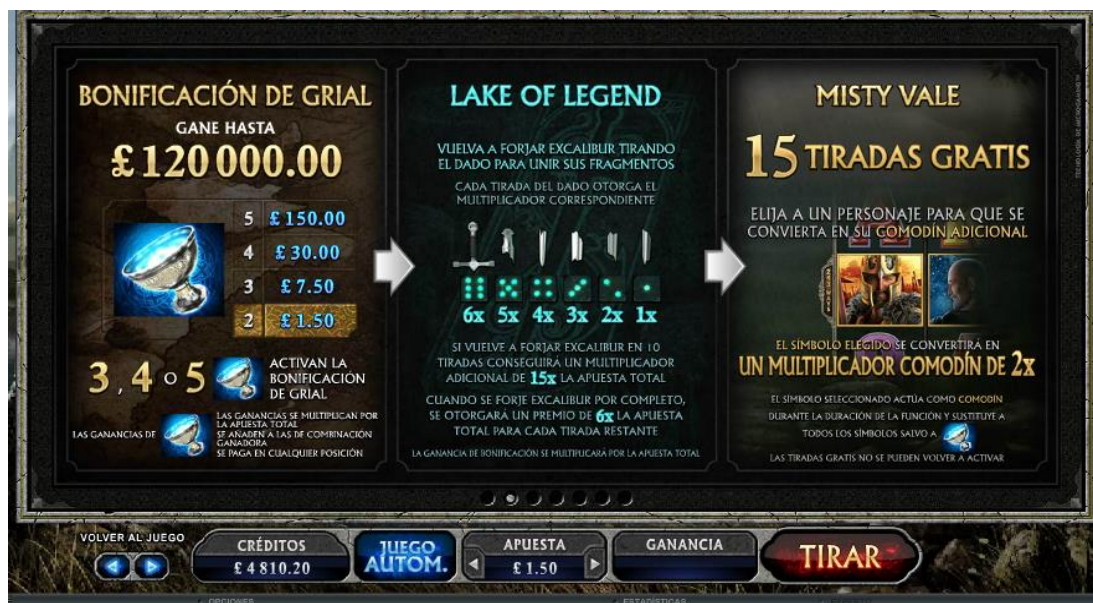 BONIFICACIÓN DE GRIAL
GANE HASTA
£120 000.00
5 £150.00
4 £30.00
3 £7.50
2 £1.50
3, 4 o 5
ACTIVAN LA
BONIFICACIÓN
DE GRIAL
LAS GANANCIAS DE
LAS GANANCIAS SE MULTIPLICAN POR
LA APUESTA TOTAL
SE AÑADEN A LAS DE COMBINACIÓN
GANADORA
SE PAGA EN CUALQUIER POSICIÓN
LAKE OF LEGEND
VUELVA A FORJAR EXCALIBUR TIRANDO
EL DADO PARA UNIR SUS FRAGMENTOS
CADA TIRADA DEL DADO OTORGA EL
MULTIPLICADOR CORRESPONDIENTE
6x 5x 4x 3x 2x 1x
SI VUELVE A FORJAR EXCALIBUR EN 10
TIRADAS CONSEGUIRÁ UN MULTIPLICADOR
ADICIONAL DE 15x LA APUESTA TOTAL
CUANDO SE FORJE EXCALIBUR POR COMPLETO,
SE OTORGARÁ UN PREMIO DE 6x LA APUESTA
TOTAL PARA CADA TIRADA RESTANTE
LA GANANCIA DE BONIFICACIÓN SE MULTIPLICARÁ POR LA APUESTA TOTAL
MISTY VALE
15 TIRADAS GRATIS
ELIJA A UN PERSONAJE PARA QUE SE
CONVIERTA EN SU COMODÍN ADICIONAL
EL SÍMBOLO ELEGIDO SE CONVERTIRÁ EN
UN MULTIPLICADOR COMODÍN DE 2x
EL SÍMBOLO SELECCIONADO ACTÚA COMO COMODÍN
DURANTE LA DURACIÓN DE LA FUNCIÓN Y SUSTITUYE A
TODOS LOS SÍMBOLOS SALVO A
LAS TIRADAS GRATIS NO SE PUEDEN VOLVER A ACTIVAR
TECNOLOGÍA DE MICROGAMING
VOLVER AL JUEGO
CRÉDITOS
£4 810.20
JUEGO
AUTOM.
APUESTA
£1.50
GANANCIA
TIRAR
OPCIONES
ESTADÍSTICAS